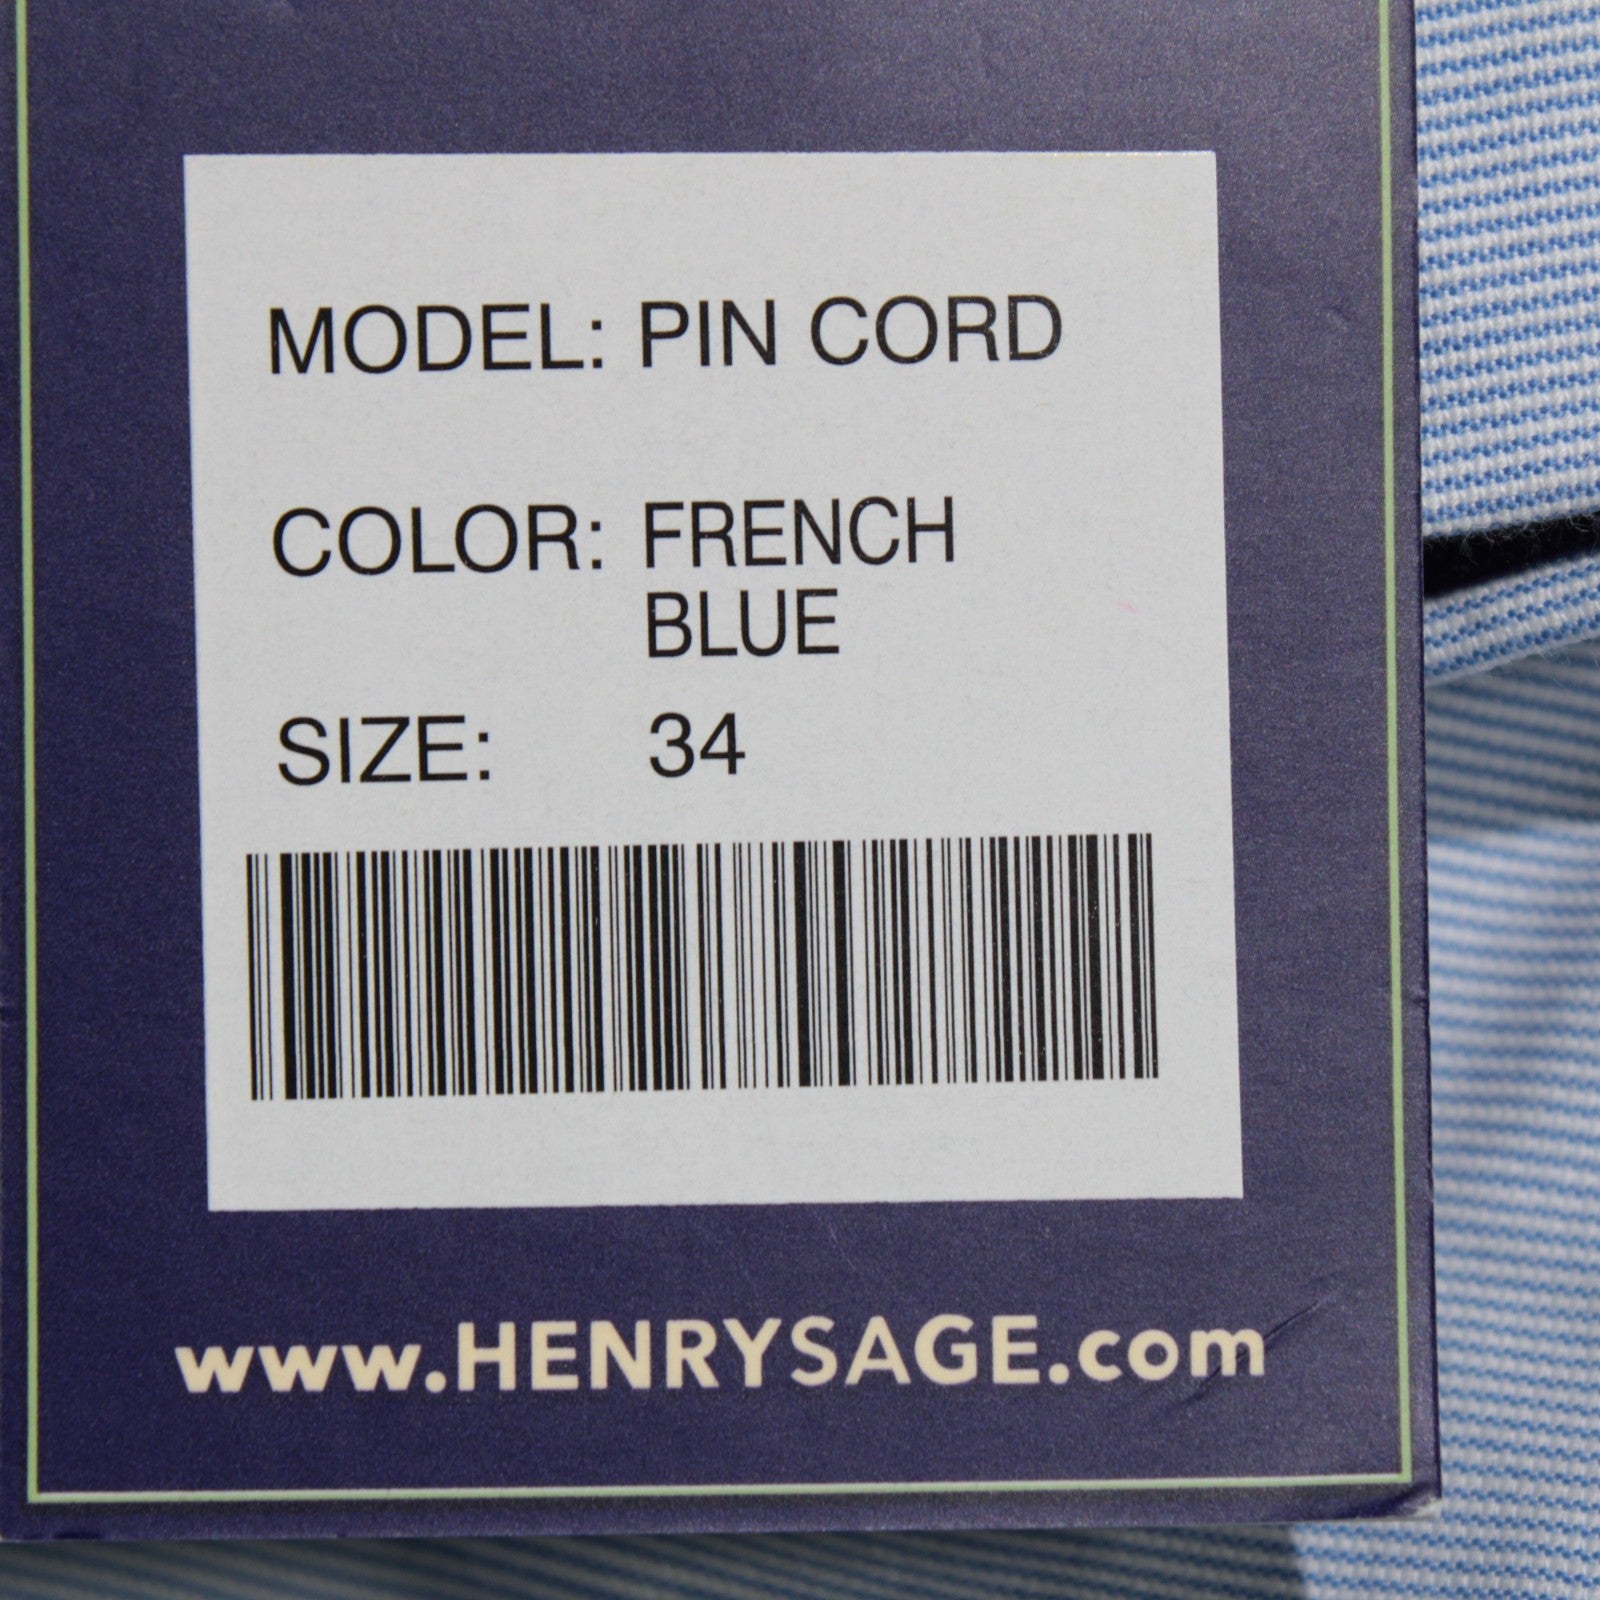 MODEL: PIN CORD
COLOR: FRENCH
BLUE
SIZE: 34
www.HENRYSAGE.com